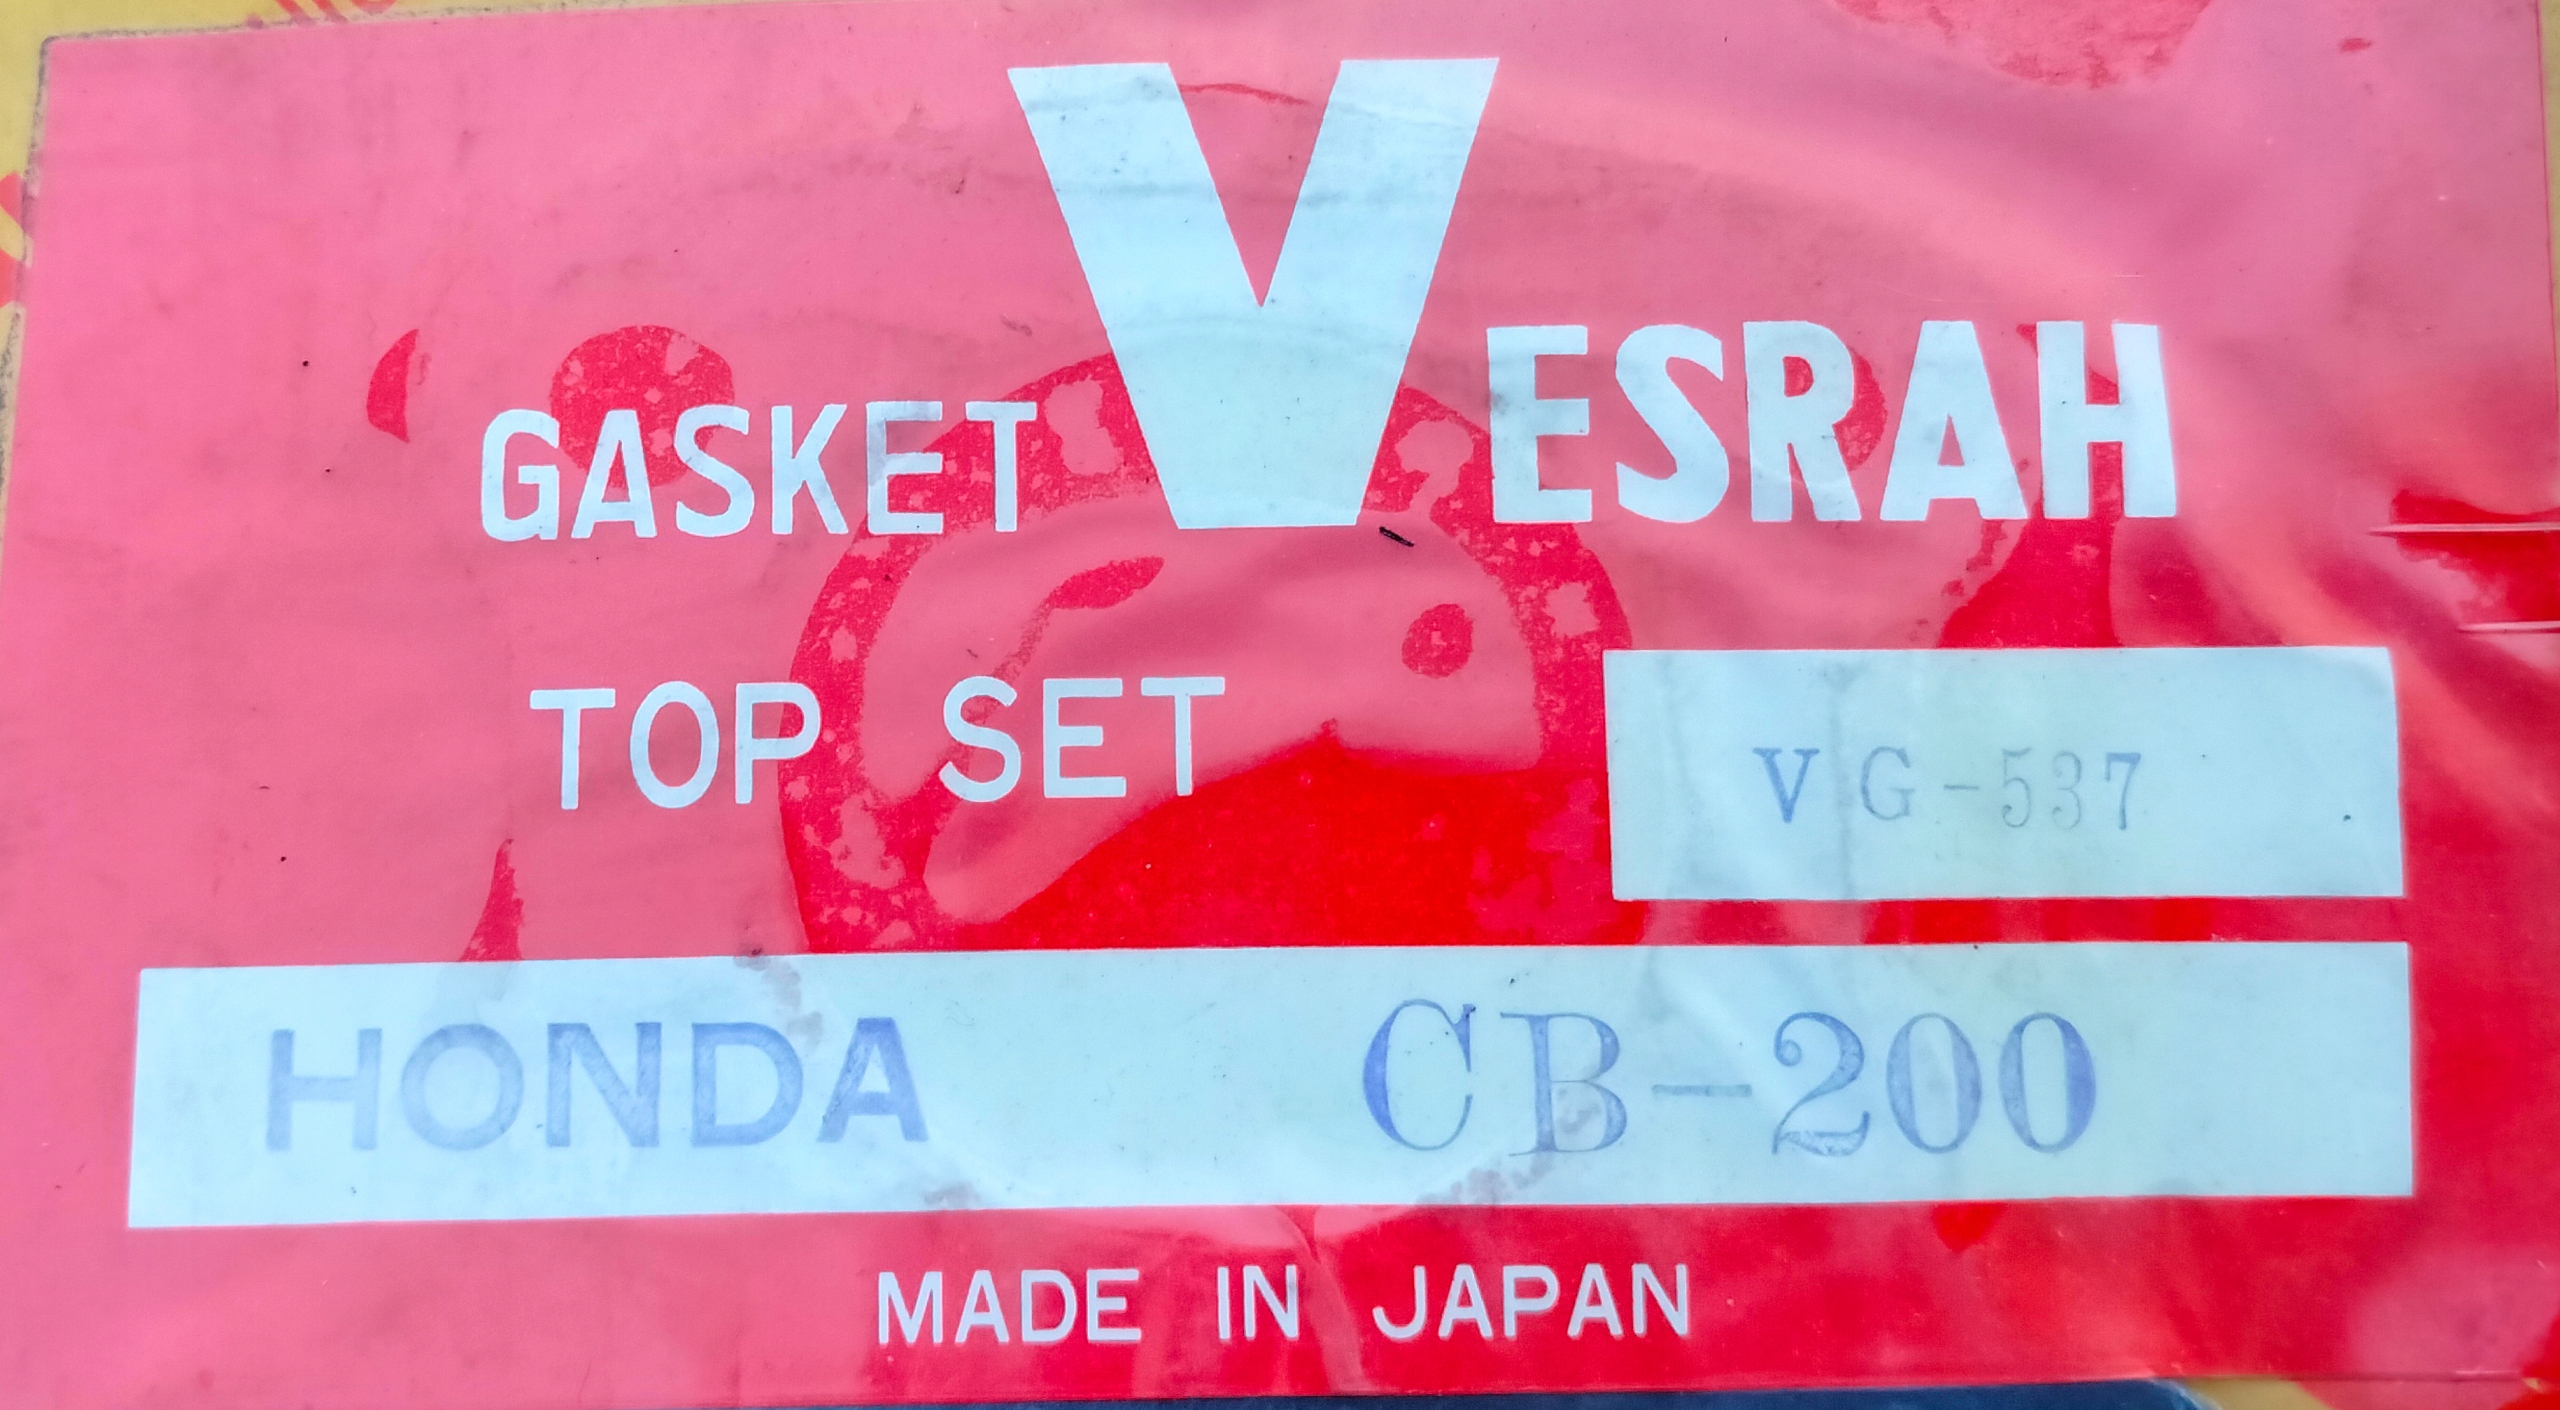 GASKET VESRAH
TOP SET
VG-537
HONDA CB-200
MADE IN JAPAN